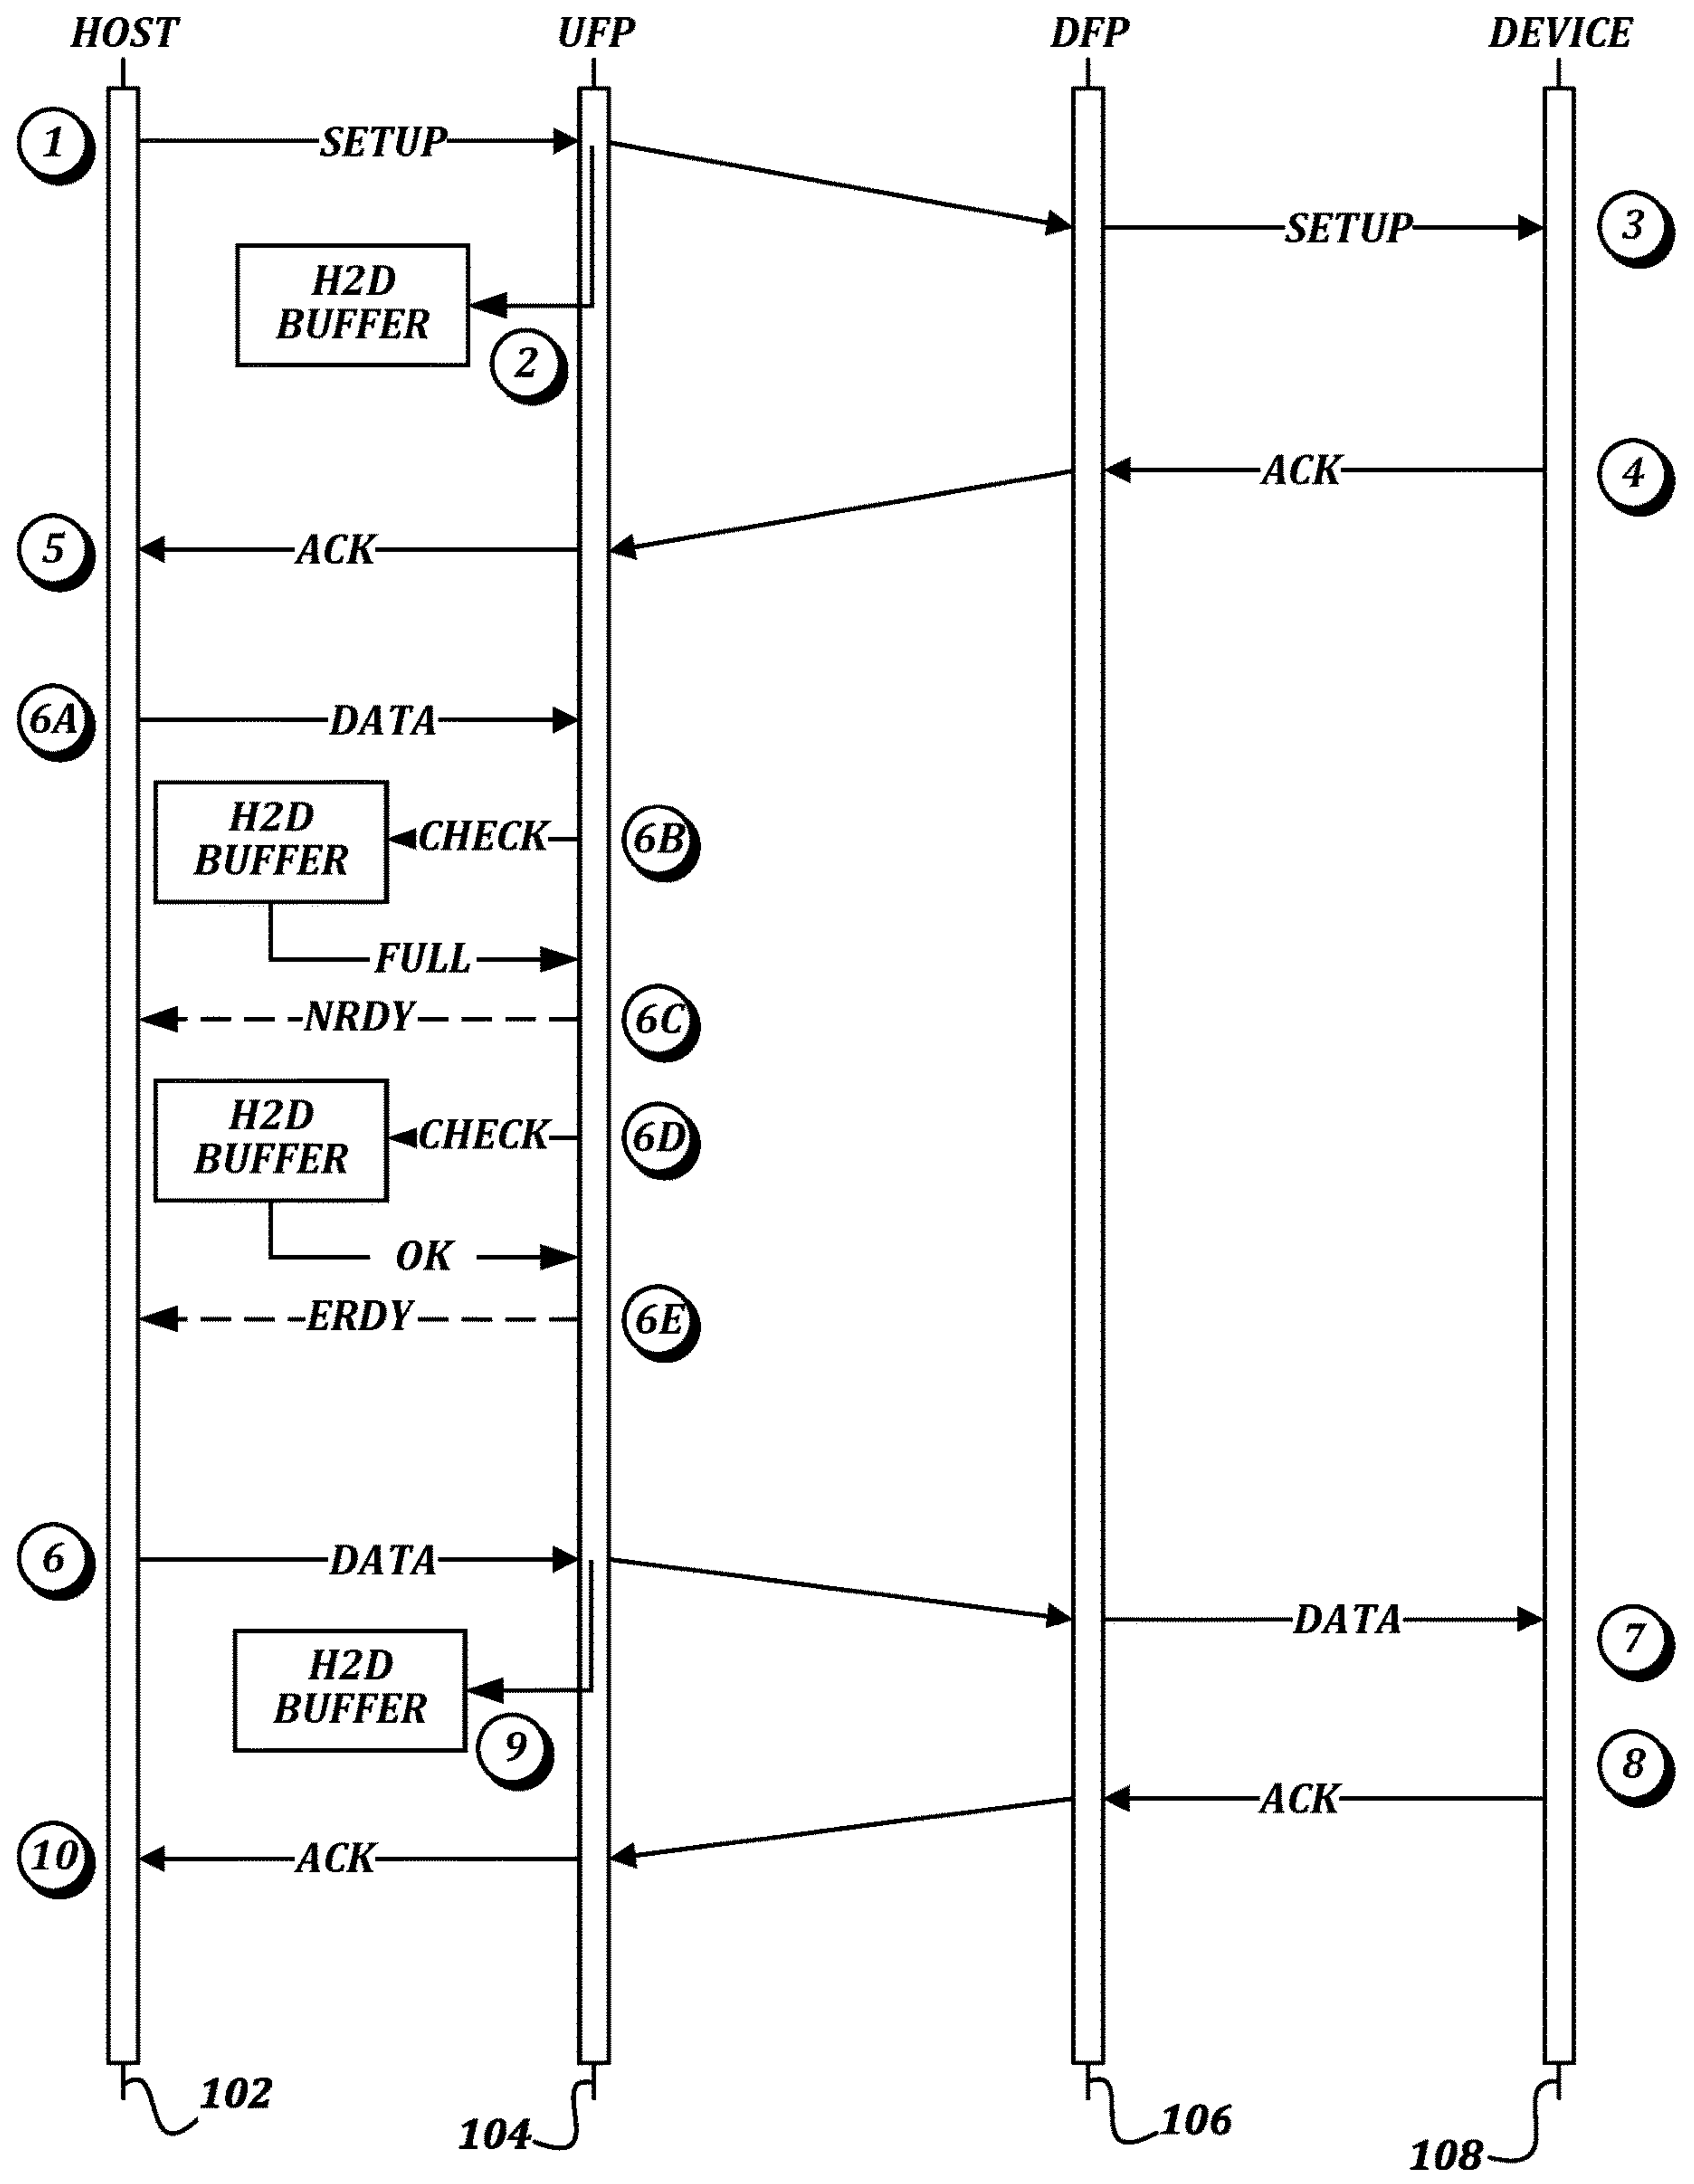 HOST UFP DFP DEVICE
1 SETUP
SETUP 3
H2D
BUFFER
2
ACK 4
5 ACK
6A DATA
H2D
BUFFER
CHECK 6B
FULL
NRDY 6C
H2D
BUFFER
CHECK 6D
OK
ERDY 6E
6 DATA
DATA 7
H2D
BUFFER
9
ACK 8
10 ACK
102
104
106
108